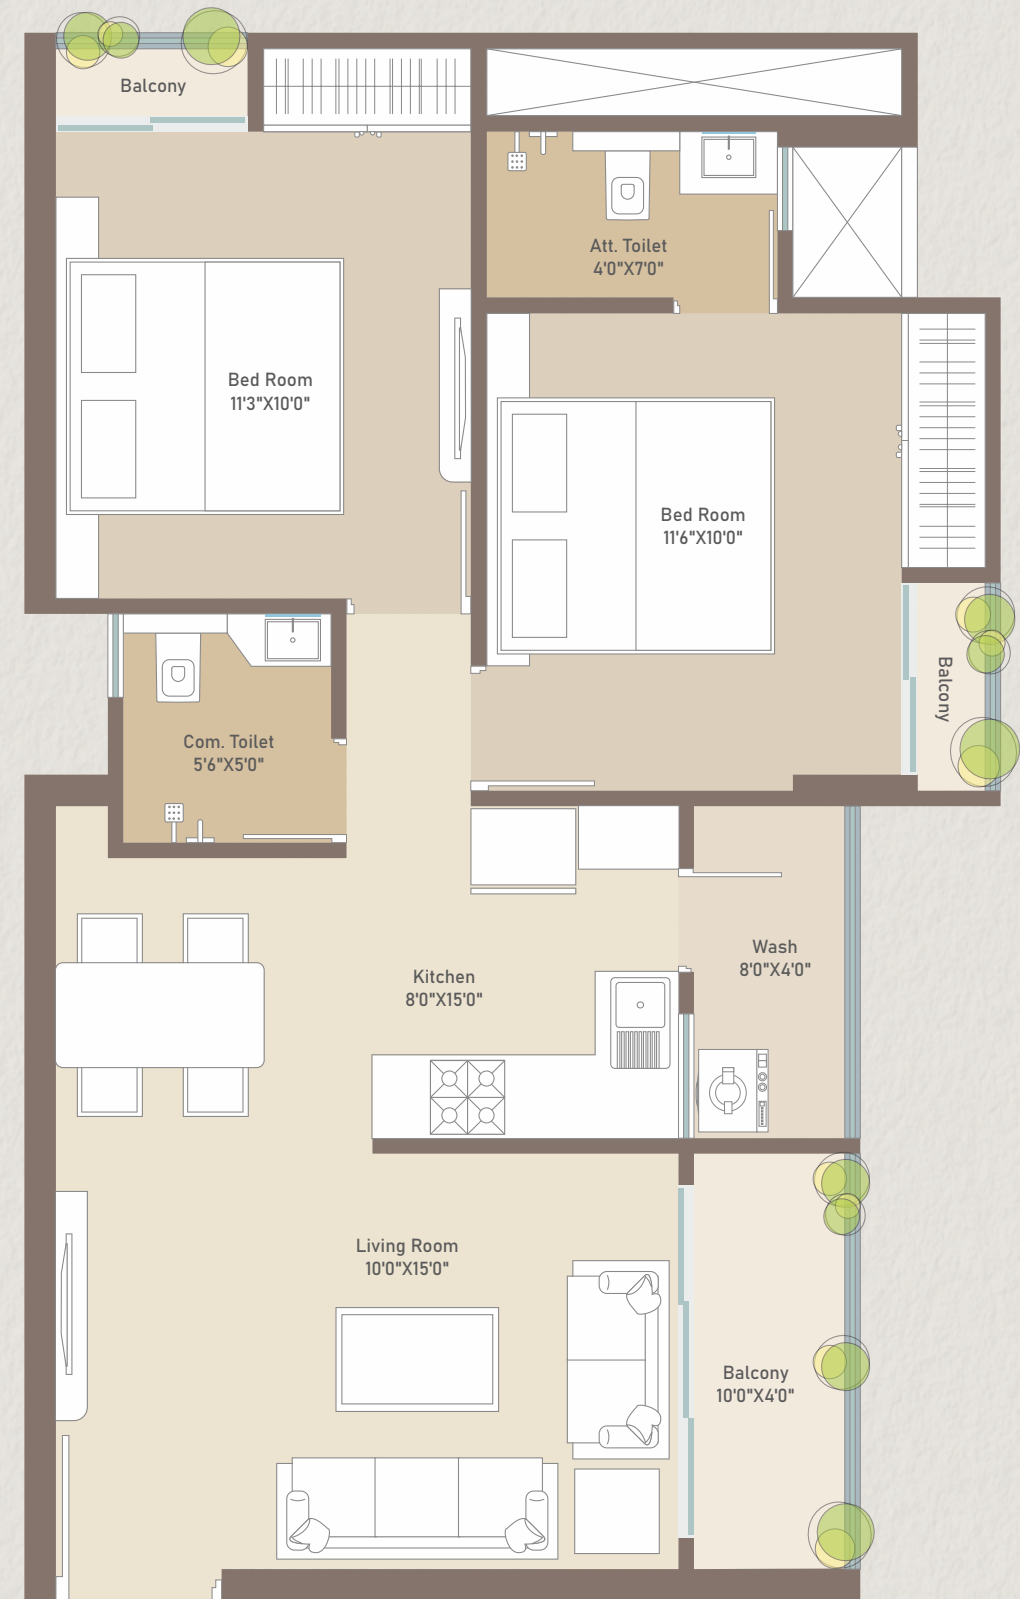 Balcony
Att. Toilet
4'0"X7'0"
Bed Room
11'3"X10'0"
Bed Room
11'6"X10'0"
Balcony
Com. Toilet
5'6"X5'0"
Wash
8'0"X4'0"
Kitchen
8'0"X15'0"
Living Room
10'0"X15'0"
Balcony
10'0"X4'0"